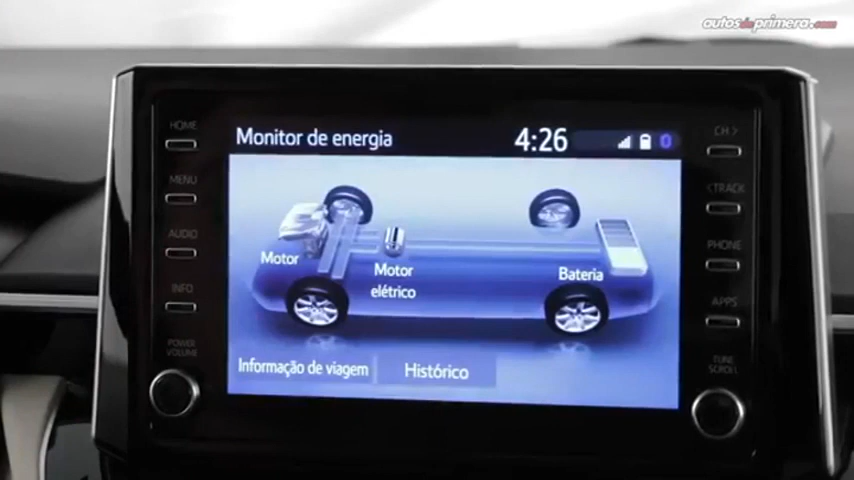 autosdeprimera.com
HOME
MENU
AUDIO
INFO
POWER
VOLUME
Monitor de energia
4:26
0
Motor
Motor
elétrico
Bateria
Informação de viagem
Histórico
CH >
<TRACK
PHONE
APPS
TUNE
SCROLL